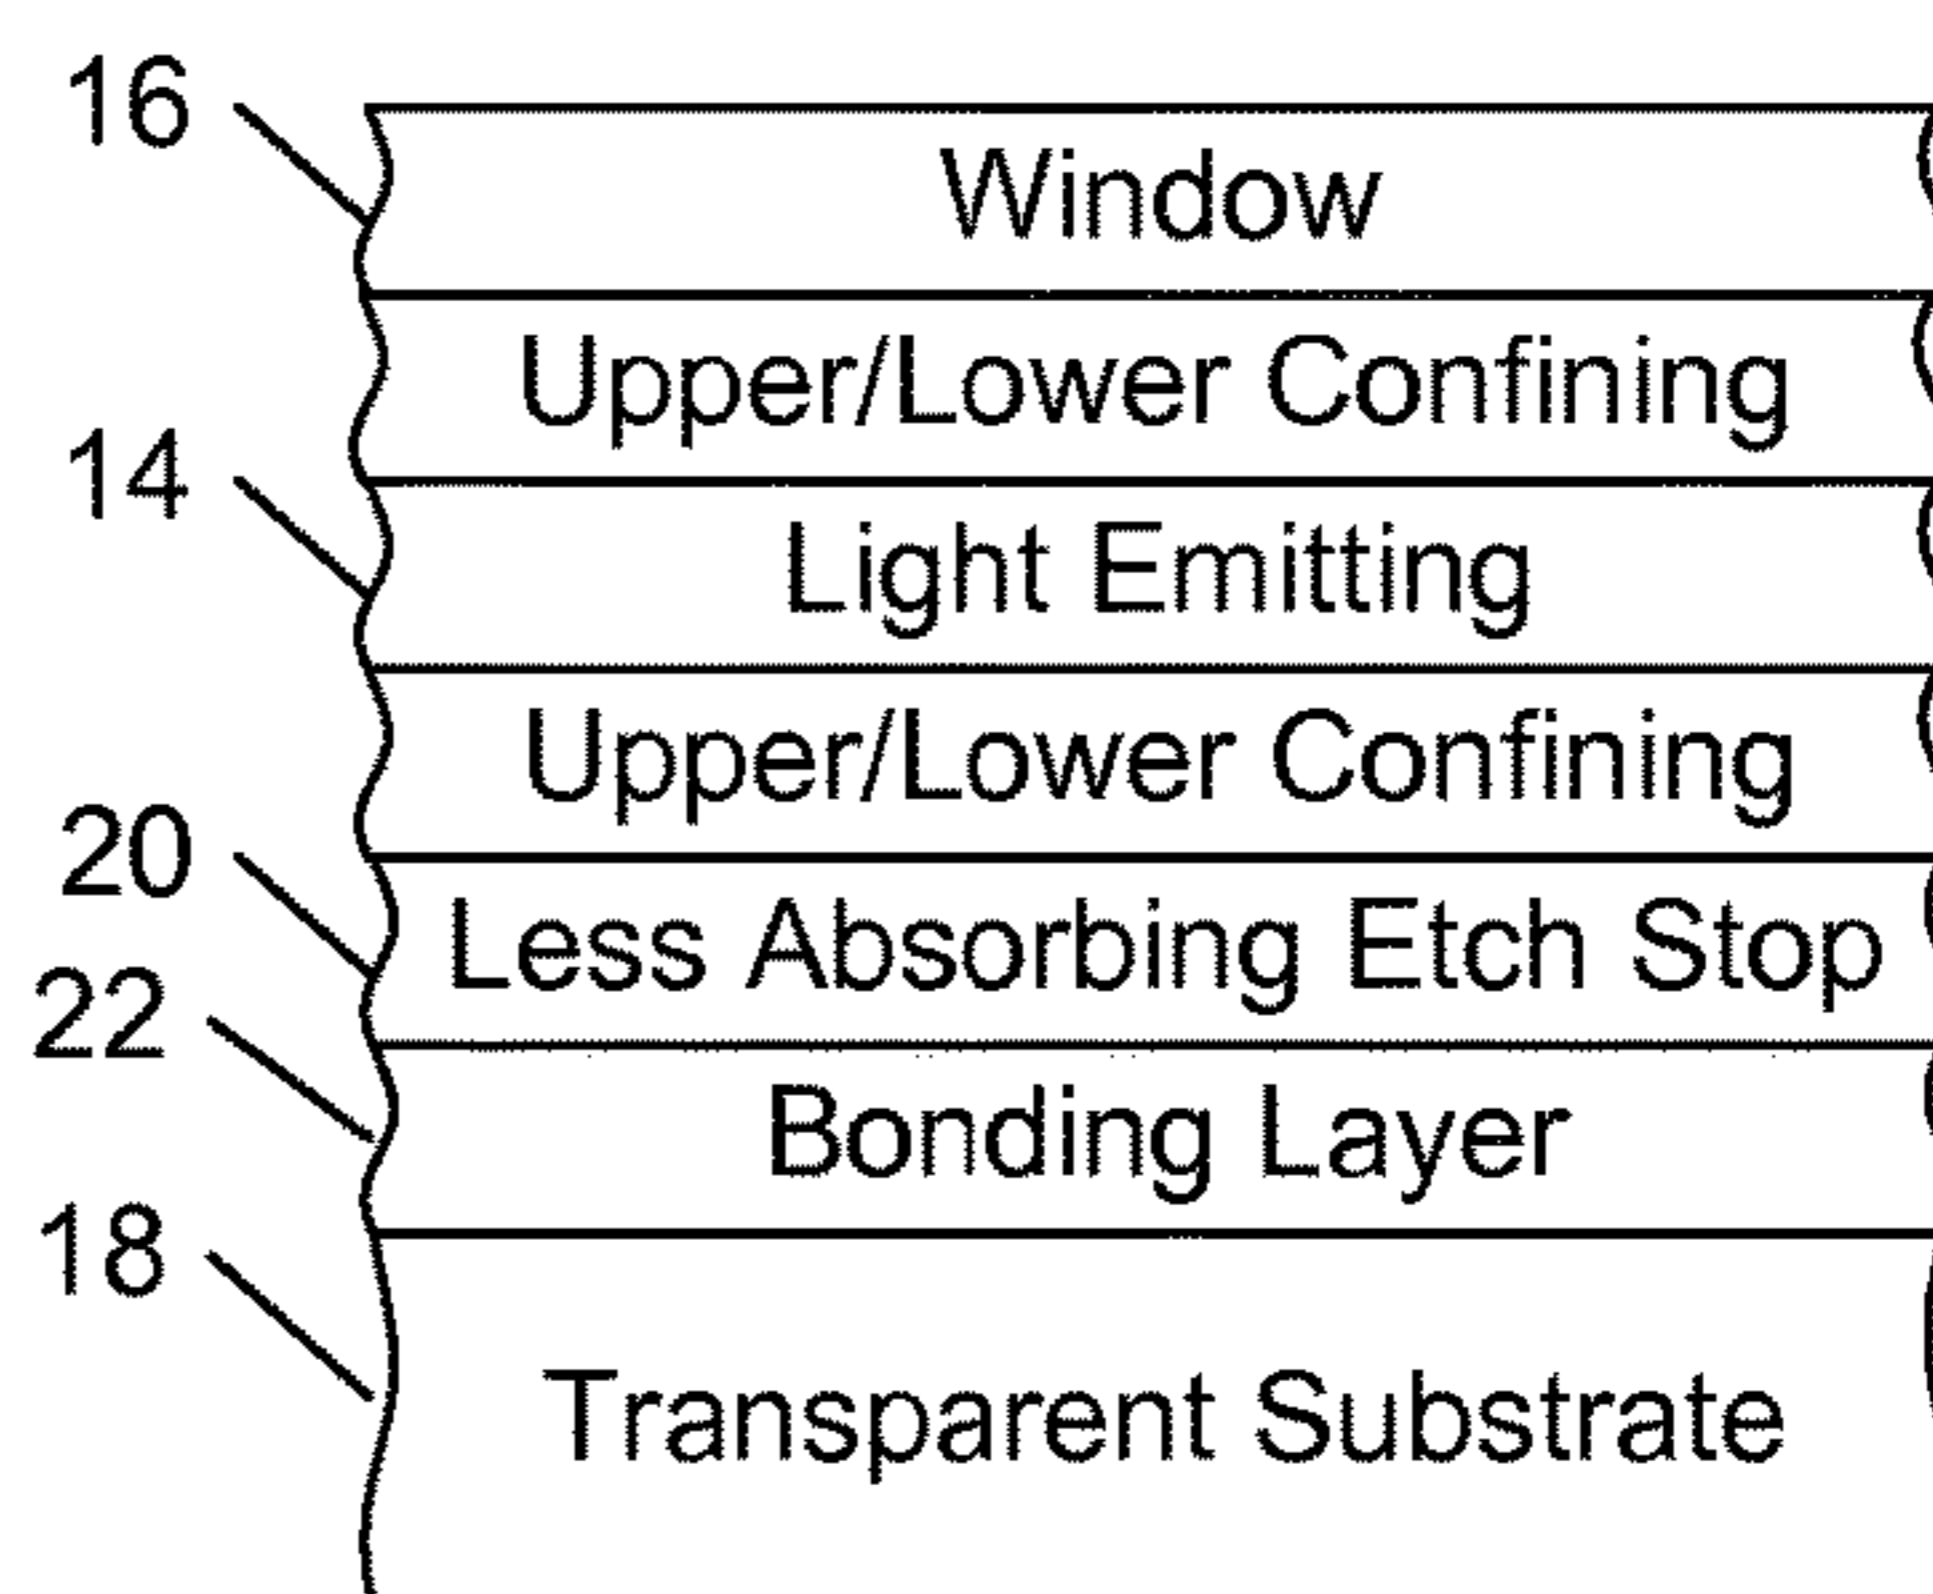 16
Window
Upper/Lower Confining
14
Light Emitting
Upper/Lower Confining
20
Less Absorbing Etch Stop
22
Bonding Layer
18
Transparent Substrate